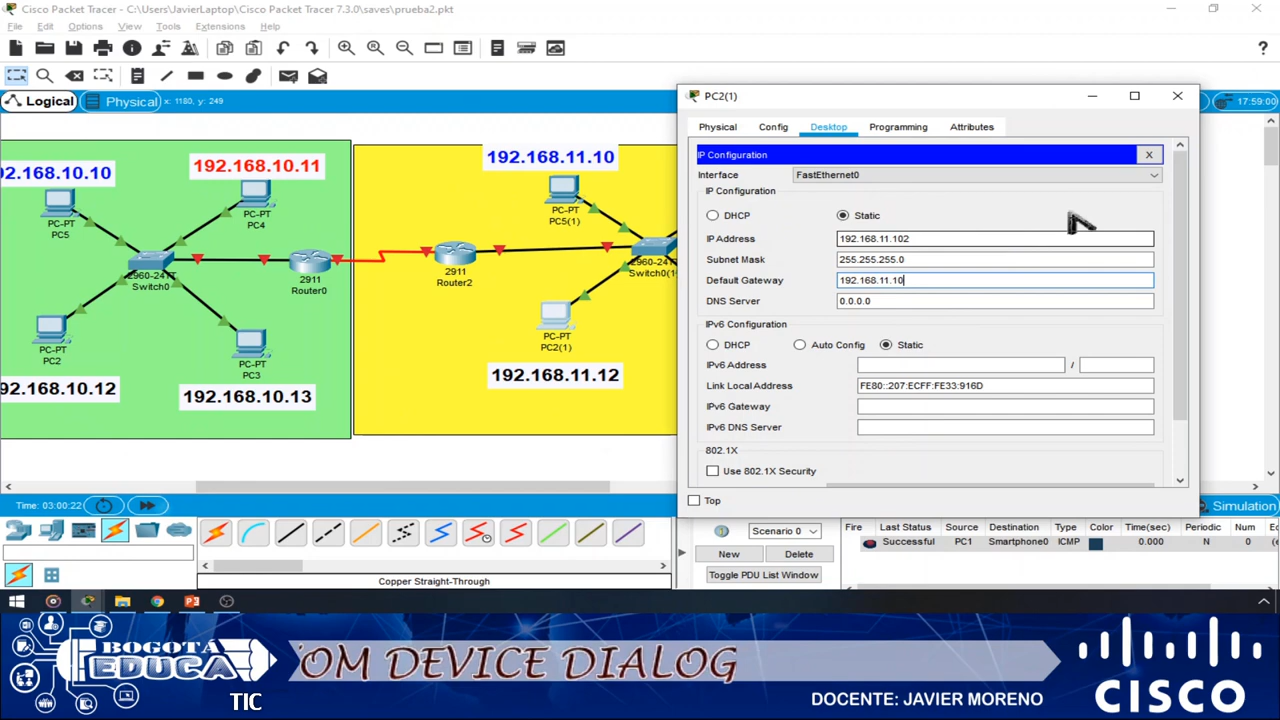 Cisco Packet Tracer - C:\Users\JavierLaptop\Cisco Packet Tracer 7.3.0\saves\prueba2.pkt
File Edit Options View Tools Extensions Help
Logical Physical x: 1180, y: 249
17:59:00
192.168.10.10
192.168.10.11
192.168.11.10
PC-PT
PC5
PC-PT
PC4
PC-PT
PC5(1)
2960-24TT
Switch0
2911
Router0
2911
Router2
2960-24TT
Switch0(1)
PC-PT
PC2
PC-PT
PC3
PC-PT
PC2(1)
192.168.10.12
192.168.10.13
192.168.11.12
PC2(1)
Physical Config Desktop Programming Attributes
IP Configuration X
Interface FastEthernet0
IP Configuration
DHCP Static
IP Address 192.168.11.102
Subnet Mask 255.255.255.0
Default Gateway 192.168.11.10
DNS Server 0.0.0.0
IPv6 Configuration
DHCP Auto Config Static
IPv6 Address /
Link Local Address FE80::207:ECFF:FE33:916D
IPv6 Gateway
IPv6 DNS Server
802.1X
Use 802.1X Security
Top
Time: 03:00:22
Simulation
Scenario 0
New Delete
Toggle PDU List Window
Fire Last Status Source Destination Type Color Time(sec) Periodic Num
Successful PC1 Smartphone0 ICMP 0.000 N 0
Copper Straight-Through
BOGOTÁ
EDUCA
TIC
OM DEVICE DIALOG
DOCENTE: JAVIER MORENO
CISCO